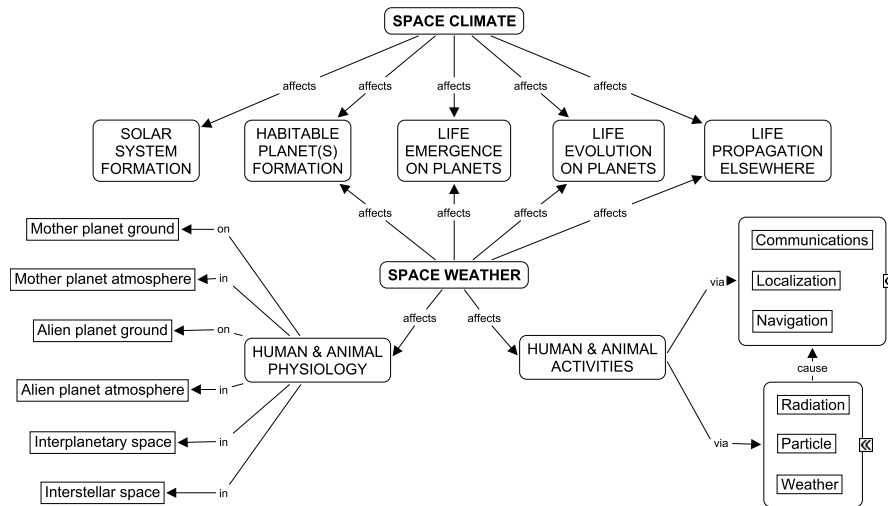 SPACE CLIMATE
affects
affects
affects
affects
affects
SOLAR
SYSTEM
FORMATION
HABITABLE
PLANET(S)
FORMATION
LIFE
EMERGENCE
ON PLANETS
LIFE
EVOLUTION
ON PLANETS
LIFE
PROPAGATION
ELSEWHERE
affects
affects
affects
affects
SPACE WEATHER
affects
affects
Mother planet ground
on
Mother planet atmosphere
in
Alien planet ground
on
Alien planet atmosphere
in
Interplanetary space
in
Interstellar space
in
HUMAN & ANIMAL
PHYSIOLOGY
HUMAN & ANIMAL
ACTIVITIES
via
via
Communications
Localization
Navigation
cause
Radiation
Particle
Weather